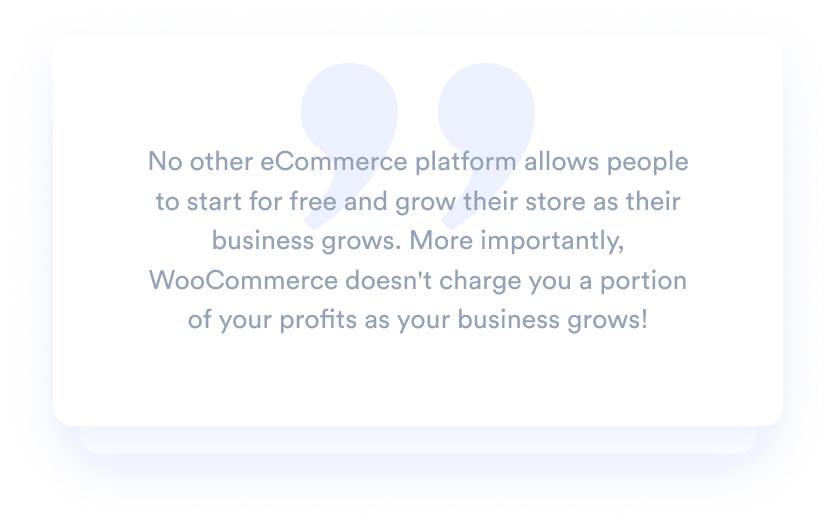 No other eCommerce platform allows people
to start for free and grow their store as their
business grows. More importantly,
WooCommerce doesn't charge you a portion
of your profits as your business grows!